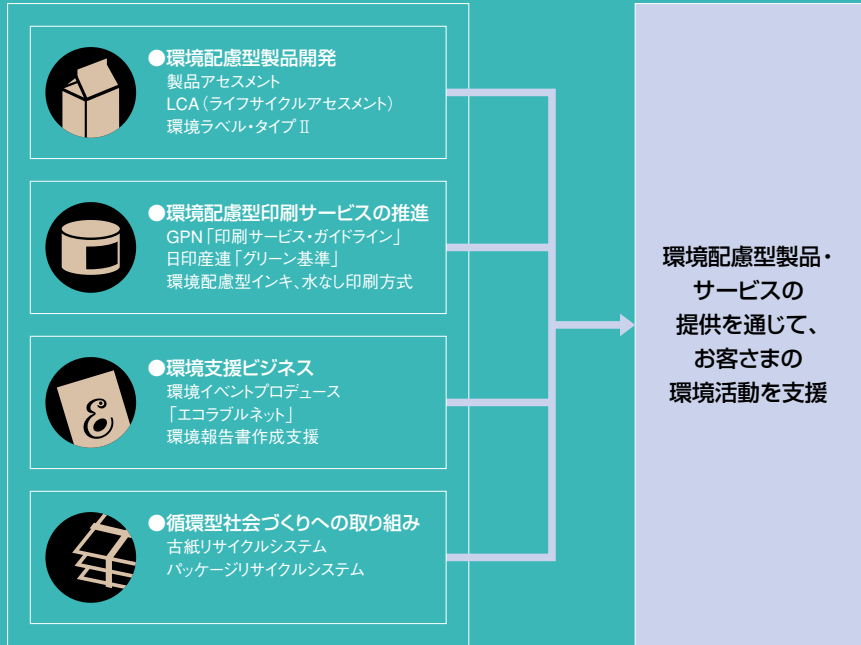 ●環境配慮型製品開発
製品アセスメント
LCA（ライフサイクルアセスメント）
環境ラベル・タイプⅡ
●環境配慮型印刷サービスの推進
GPN「印刷サービス・ガイドライン」
日印産連「グリーン基準」
環境配慮型インキ、水なし印刷方式
●環境支援ビジネス
環境イベントプロデュース
「エコラブルネット」
環境報告書作成支援
●循環型社会づくりへの取り組み
古紙リサイクルシステム
パッケージリサイクルシステム
環境配慮型製品・
サービスの
提供を通じて、
お客さまの
環境活動を支援